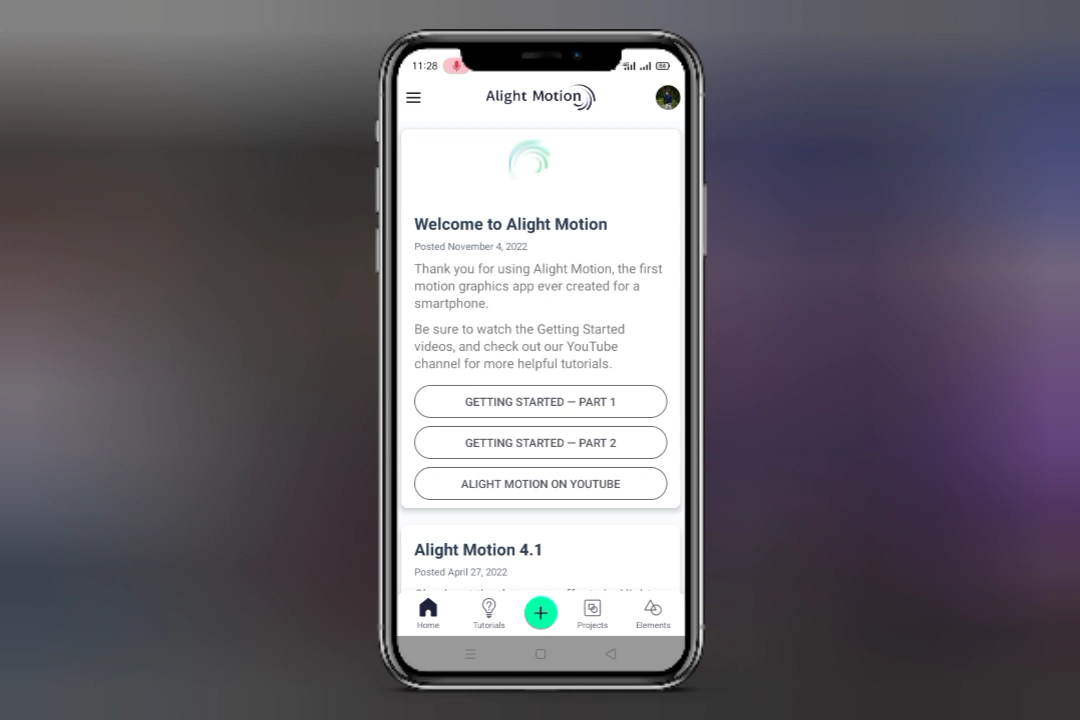 11:28
84
Alight Motion
Welcome to Alight Motion
Posted November 4, 2022
Thank you for using Alight Motion, the first
motion graphics app ever created for a
smartphone.
Be sure to watch the Getting Started
videos, and check out our YouTube
channel for more helpful tutorials.
GETTING STARTED — PART 1
GETTING STARTED — PART 2
ALIGHT MOTION ON YOUTUBE
Alight Motion 4.1
Posted April 27, 2022
Home Tutorials Projects Elements